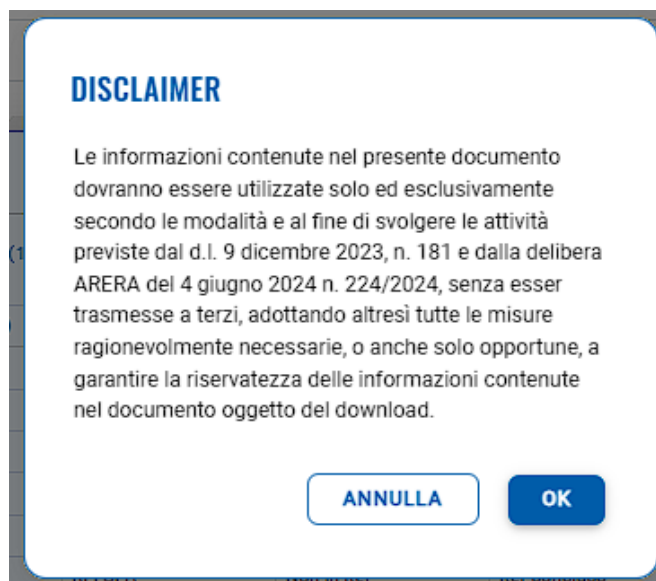 DISCLAIMER
Le informazioni contenute nel presente documento
dovranno essere utilizzate solo ed esclusivamente
secondo le modalità e al fine di svolgere le attività
previste dal d.l. 9 dicembre 2023, n. 181 e dalla delibera
ARERA del 4 giugno 2024 n. 224/2024, senza esser
trasmesse a terzi, adottando altresì tutte le misure
ragionevolmente necessarie, o anche solo opportune, a
garantire la riservatezza delle informazioni contenute
nel documento oggetto del download.
ANNULLA
OK